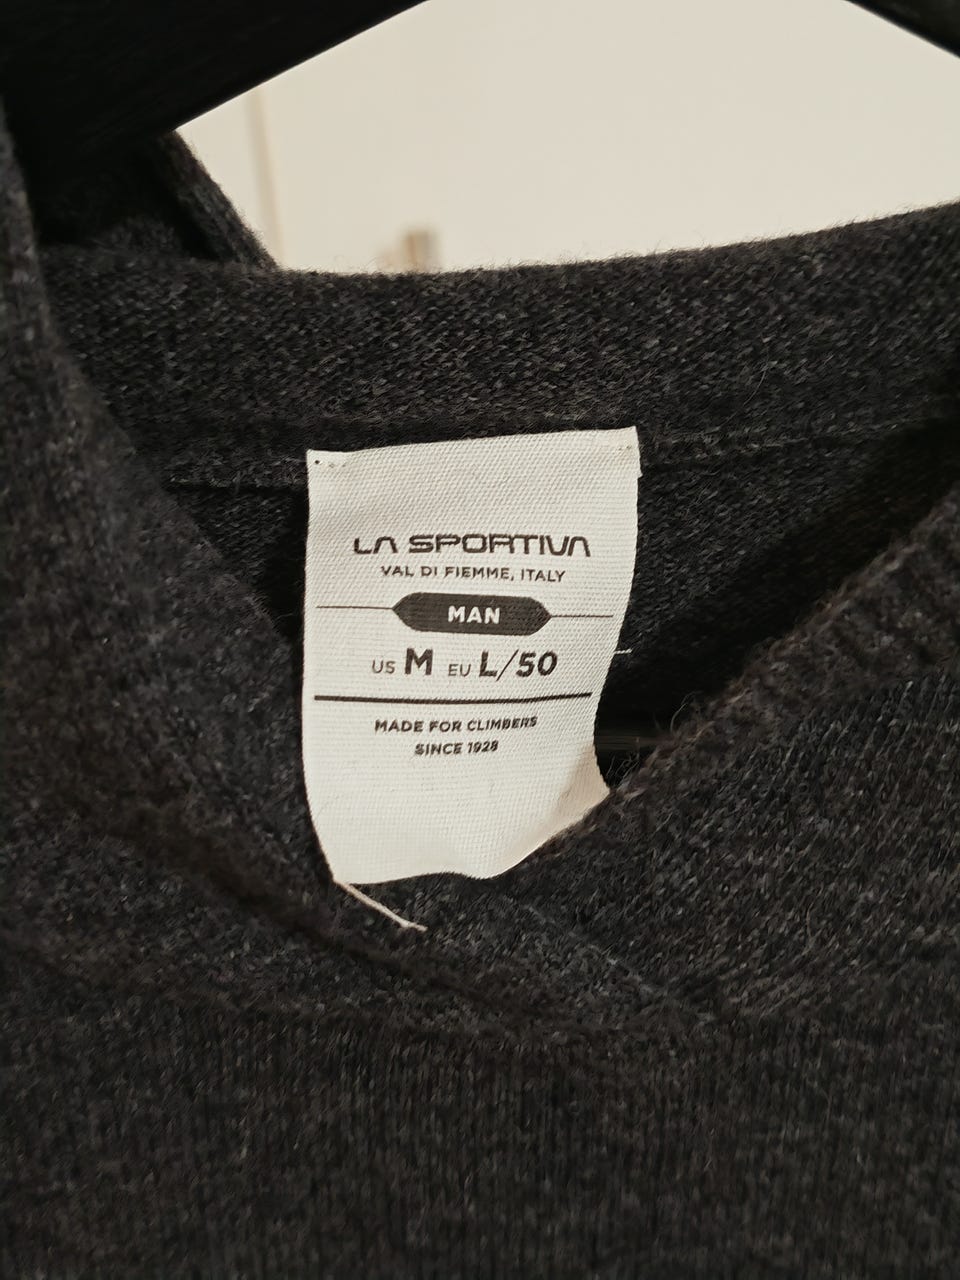 LA SPORTIVA
VAL DI FIEMME, ITALY
MAN
US M EU L/50
MADE FOR CLIMBERS
SINCE 1928